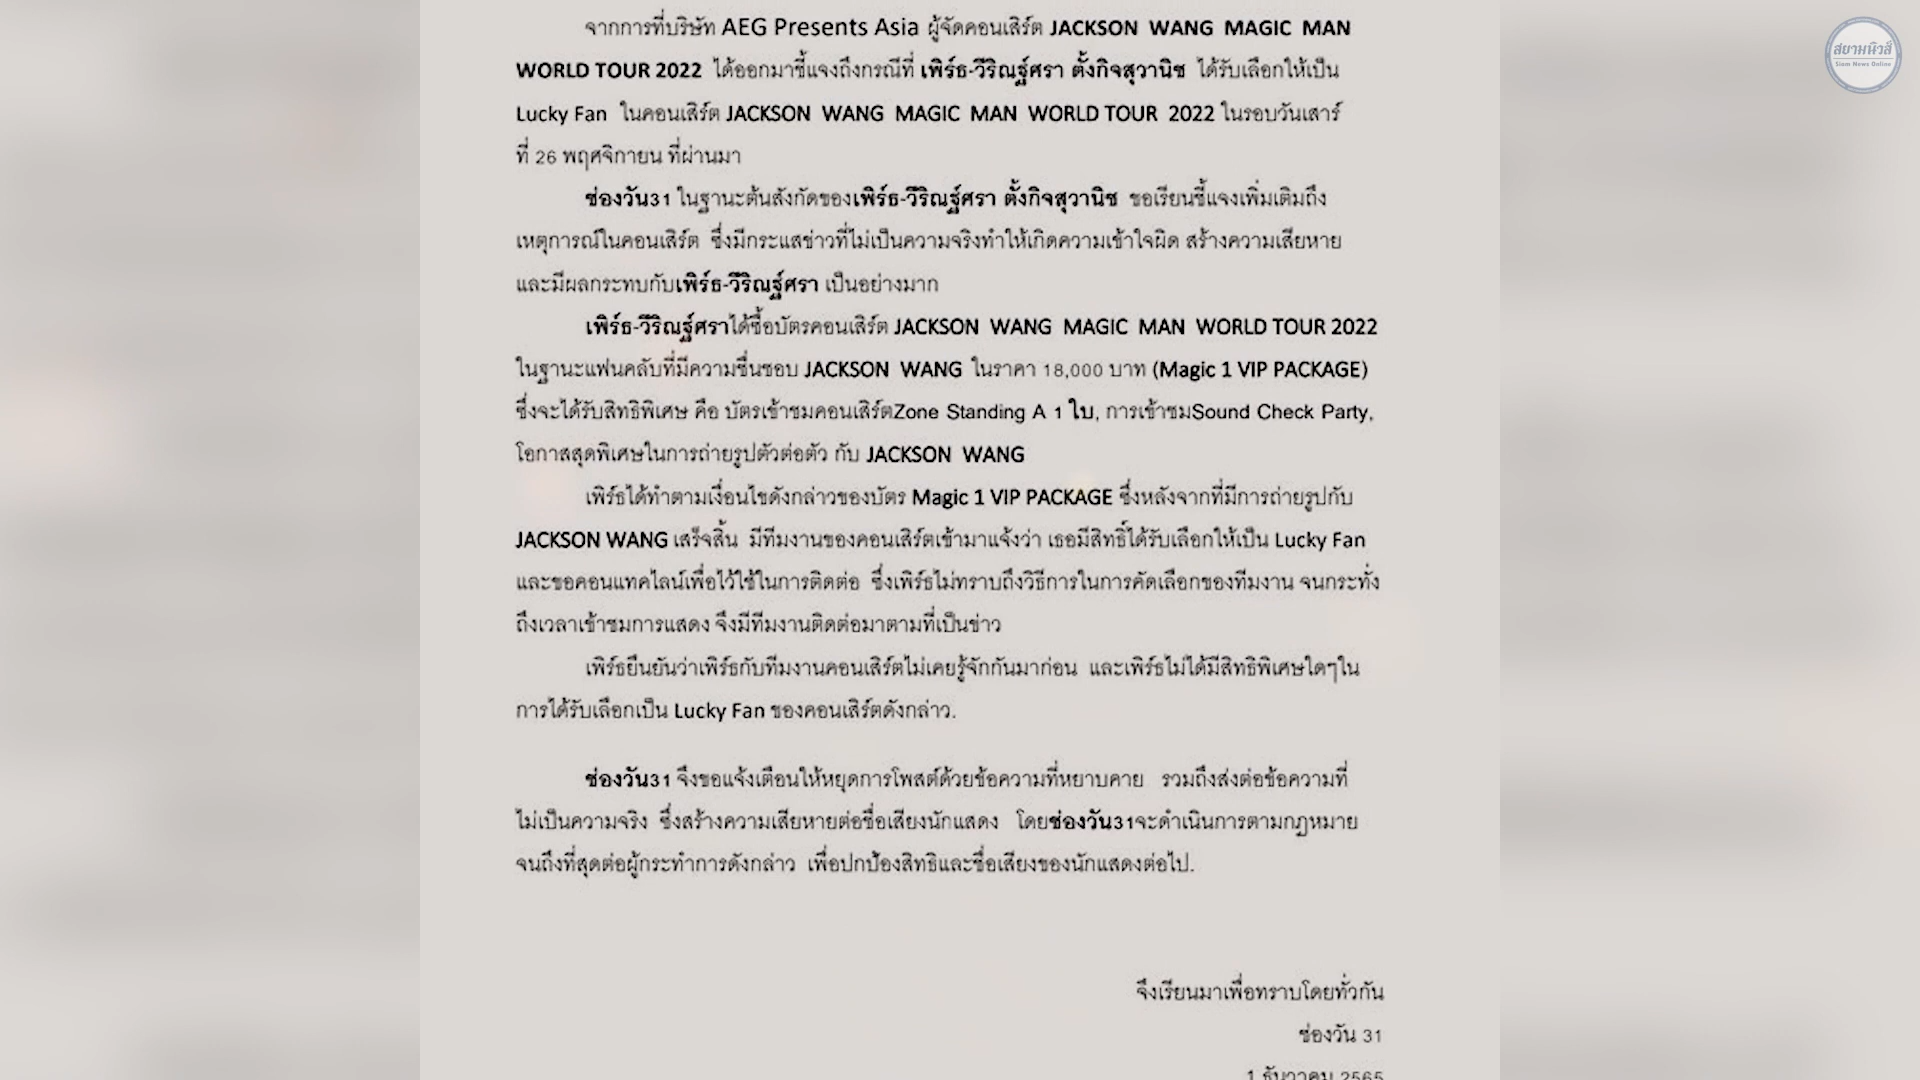 จากการที่บริษัท AEG Presents Asia ผู้จัดคอนเสิร์ต JACKSON WANG MAGIC MAN
WORLD TOUR 2022 ได้ออกมาชี้แจงถึงกรณีที่ เพิร์ธ-วีริณฐ์ศรา ตั้งกิจสุวานิช ได้รับเลือกให้เป็น
Lucky Fan ในคอนเสิร์ต JACKSON WANG MAGIC MAN WORLD TOUR 2022 ในรอบวันเสาร์
ที่ 26 พฤศจิกายน ที่ผ่านมา
ช่องวัน31 ในฐานะต้นสังกัดของเพิร์ธ-วีริณฐ์ศรา ตั้งกิจสุวานิช ขอเรียนชี้แจงเพิ่มเติมถึง
เหตุการณ์ในคอนเสิร์ต ซึ่งมีกระแสข่าวที่ไม่เป็นความจริงทำให้เกิดความเข้าใจผิด สร้างความเสียหาย
และมีผลกระทบกับเพิร์ธ-วีริณฐ์ศรา เป็นอย่างมาก
เพิร์ธ-วีริณฐ์ศราได้ซื้อบัตรคอนเสิร์ต JACKSON WANG MAGIC MAN WORLD TOUR 2022
ในฐานะแฟนคลับที่มีความชื่นชอบ JACKSON WANG ในราคา 18,000 บาท (Magic 1 VIP PACKAGE)
ซึ่งจะได้รับสิทธิพิเศษ คือ บัตรเข้าชมคอนเสิร์ตZone Standing A 1 ใบ, การเข้าชมSound Check Party,
โอกาสสุดพิเศษในการถ่ายรูปตัวต่อตัว กับ JACKSON WANG
เพิร์ธได้ทำตามเงื่อนไขดังกล่าวของบัตร Magic 1 VIP PACKAGE ซึ่งหลังจากที่มีการถ่ายรูปกับ
JACKSON WANG เสร็จสิ้น มีทีมงานของคอนเสิร์ตเข้ามาแจ้งว่า เธอมีสิทธิ์ได้รับเลือกให้เป็น Lucky Fan
และขอคอนแทคไลน์เพื่อไว้ใช้ในการติดต่อ ซึ่งเพิร์ธไม่ทราบถึงวิธีการในการคัดเลือกของทีมงาน จนกระทั่ง
ถึงเวลาเข้าชมการแสดง จึงมีทีมงานติดต่อมาตามที่เป็นข่าว
เพิร์ธยืนยันว่าเพิร์ธกับทีมงานคอนเสิร์ตไม่เคยรู้จักกันมาก่อน และเพิร์ธไม่ได้มีสิทธิพิเศษใดๆใน
การได้รับเลือกเป็น Lucky Fan ของคอนเสิร์ตดังกล่าว.
ช่องวัน31 จึงขอแจ้งเตือนให้หยุดการโพสต์ด้วยข้อความที่หยาบคาย รวมถึงส่งต่อข้อความที่
ไม่เป็นความจริง ซึ่งสร้างความเสียหายต่อชื่อเสียงนักแสดง โดยช่องวัน31จะดำเนินการตามกฎหมาย
จนถึงที่สุดต่อผู้กระทำการดังกล่าว เพื่อปกป้องสิทธิและชื่อเสียงของนักแสดงต่อไป.
จึงเรียนมาเพื่อทราบโดยทั่วกัน
ช่องวัน 31
1 ธันวาคม 2565
สยามนิวส์
Siam News Online